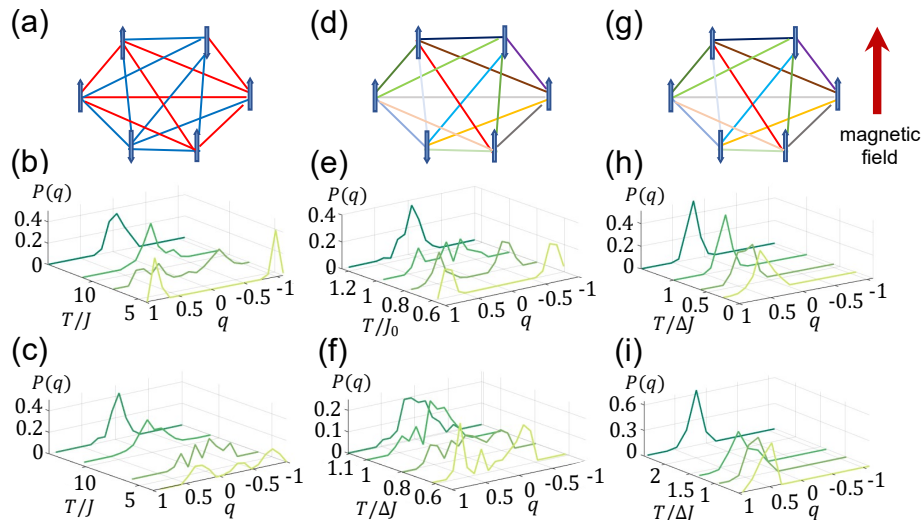 (a)
(d)
(g)
magnetic
field
(b)
P(q)
0.4
0.2
0
10
5
T/J
1
0.5
0
-0.5
-1
q
(e)
P(q)
0.4
0.2
0
1.2
1
0.8
0.6
T/J₀
1
0.5
0
-0.5
-1
q
(h)
P(q)
0.4
0.2
0
1
0.5
0
T/ΔJ
1
0.5
0
-0.5
-1
q
(c)
P(q)
0.4
0.2
0
10
5
T/J
1
0.5
0
-0.5
-1
q
(f)
P(q)
0.2
0.1
0
1.1
1
0.8
0.6
T/ΔJ
1
0.5
0
-0.5
-1
q
(i)
P(q)
0.6
0.3
0
2
1.5
1
T/ΔJ
1
0.5
0
-0.5
-1
q